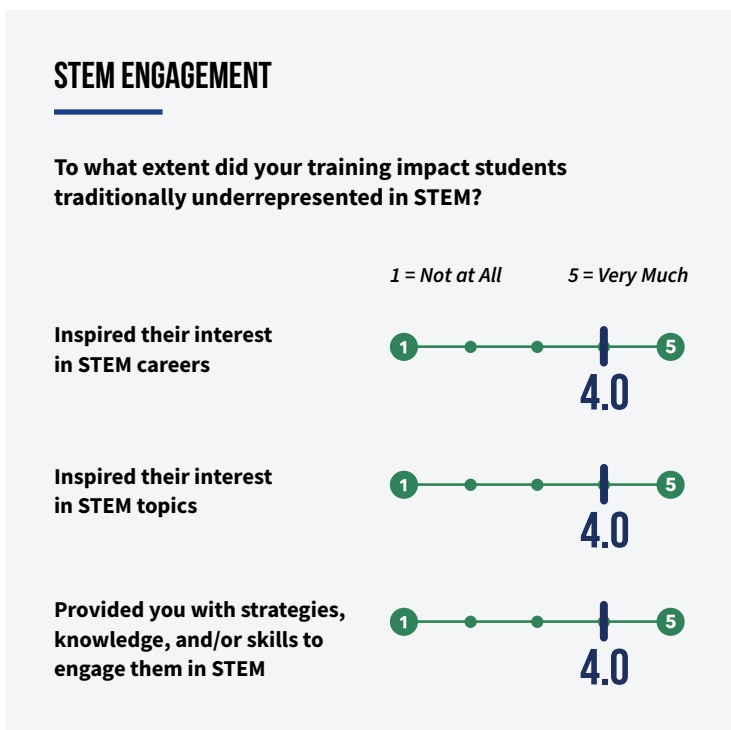 STEM ENGAGEMENT
To what extent did your training impact students
traditionally underrepresented in STEM?
1 = Not at All 5 = Very Much
Inspired their interest
in STEM careers
1 5
4.0
Inspired their interest
in STEM topics
1 5
4.0
Provided you with strategies,
knowledge, and/or skills to
engage them in STEM
1 5
4.0